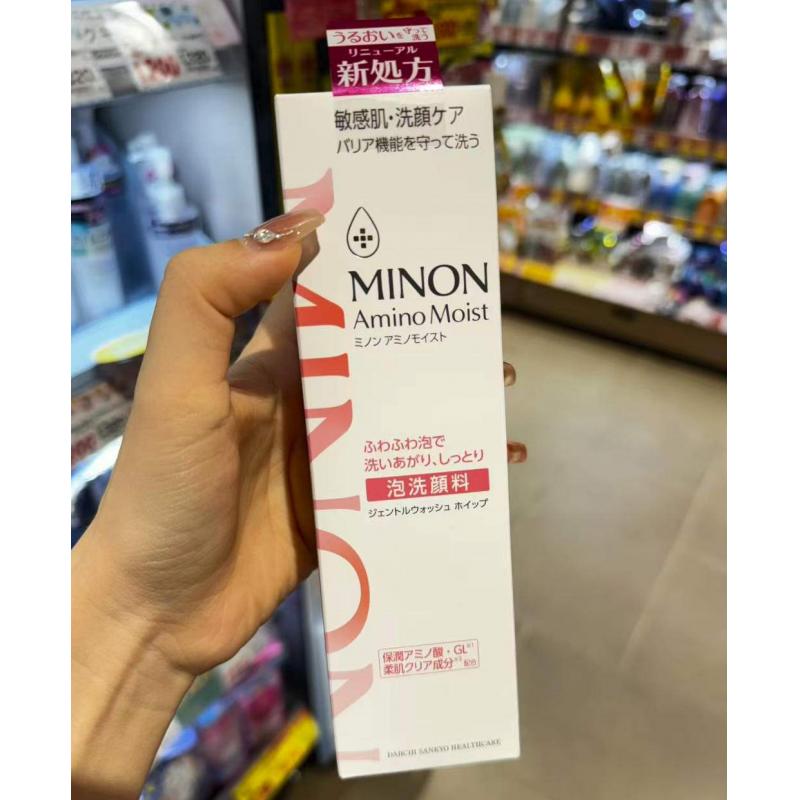 うるおいを守って洗う
リニューアル
新処方
敏感肌・洗顔ケア
バリア機能を守って洗う
MINON
Amino Moist
ミノン アミノモイスト
ふわふわ泡で
洗いあがり、しっとり
泡洗顔料
ジェントルウォッシュ ホイップ
保潤アミノ酸・GL※1
柔肌クリア成分※2 配合
DAIICHI SANKYO HEALTHCARE
MINON